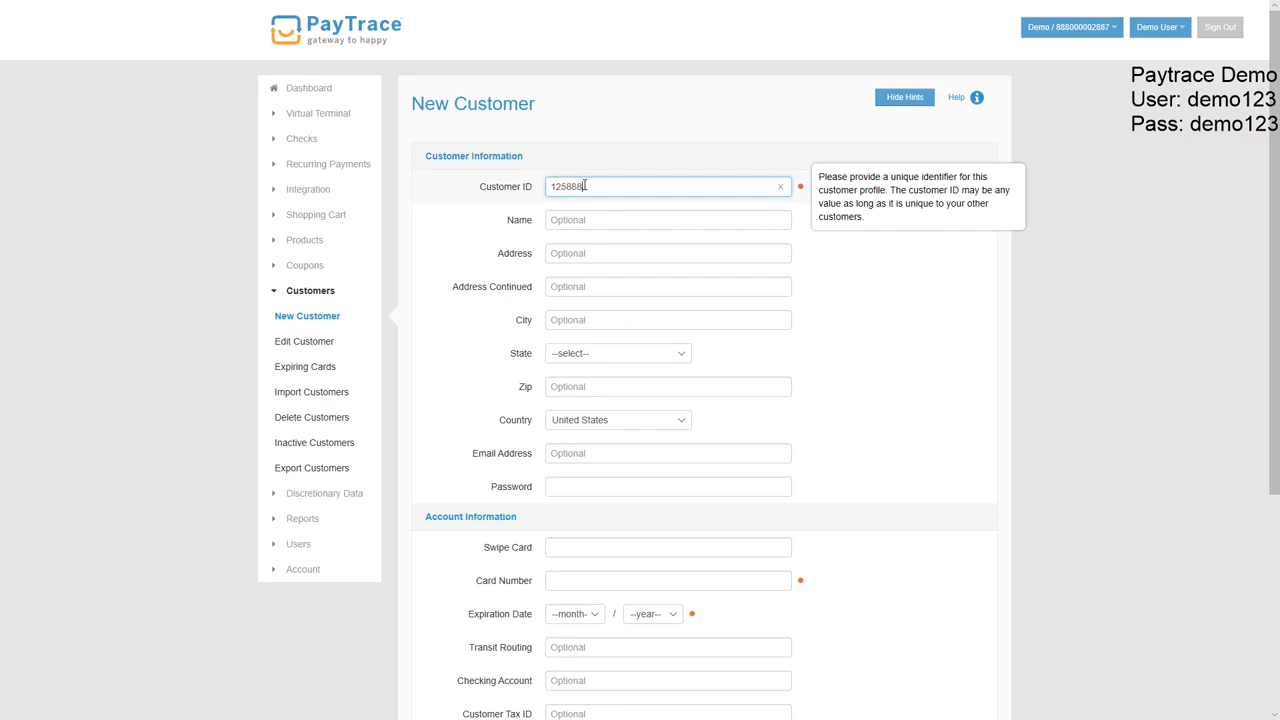 PayTrace
gateway to happy
Demo / 888000002887
Demo User
Sign Out
Paytrace Demo
User: demo123
Pass: demo123
Dashboard
Virtual Terminal
Checks
Recurring Payments
Integration
Shopping Cart
Products
Coupons
Customers
New Customer
Edit Customer
Expiring Cards
Import Customers
Delete Customers
Inactive Customers
Export Customers
Discretionary Data
Reports
Users
Account
New Customer
Hide Hints
Help
Customer Information
Customer ID 125888
Please provide a unique identifier for this
customer profile. The customer ID may be any
value as long as it is unique to your other
customers.
Name Optional
Address Optional
Address Continued Optional
City Optional
State --select--
Zip Optional
Country United States
Email Address Optional
Password
Account Information
Swipe Card
Card Number
Expiration Date --month- / --year--
Transit Routing Optional
Checking Account Optional
Customer Tax ID Optional